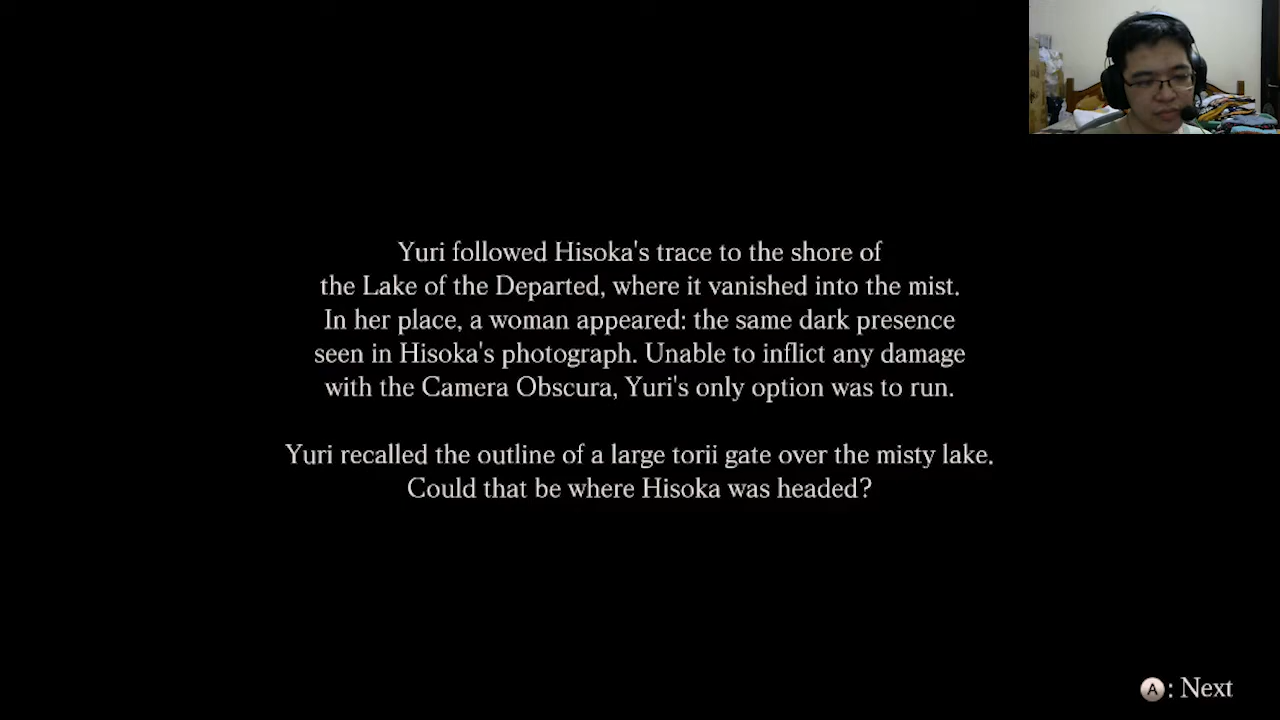 Yuri followed Hisoka's trace to the shore of
the Lake of the Departed, where it vanished into the mist.
In her place, a woman appeared: the same dark presence
seen in Hisoka's photograph. Unable to inflict any damage
with the Camera Obscura, Yuri's only option was to run.
Yuri recalled the outline of a large torii gate over the misty lake.
Could that be where Hisoka was headed?
A: Next